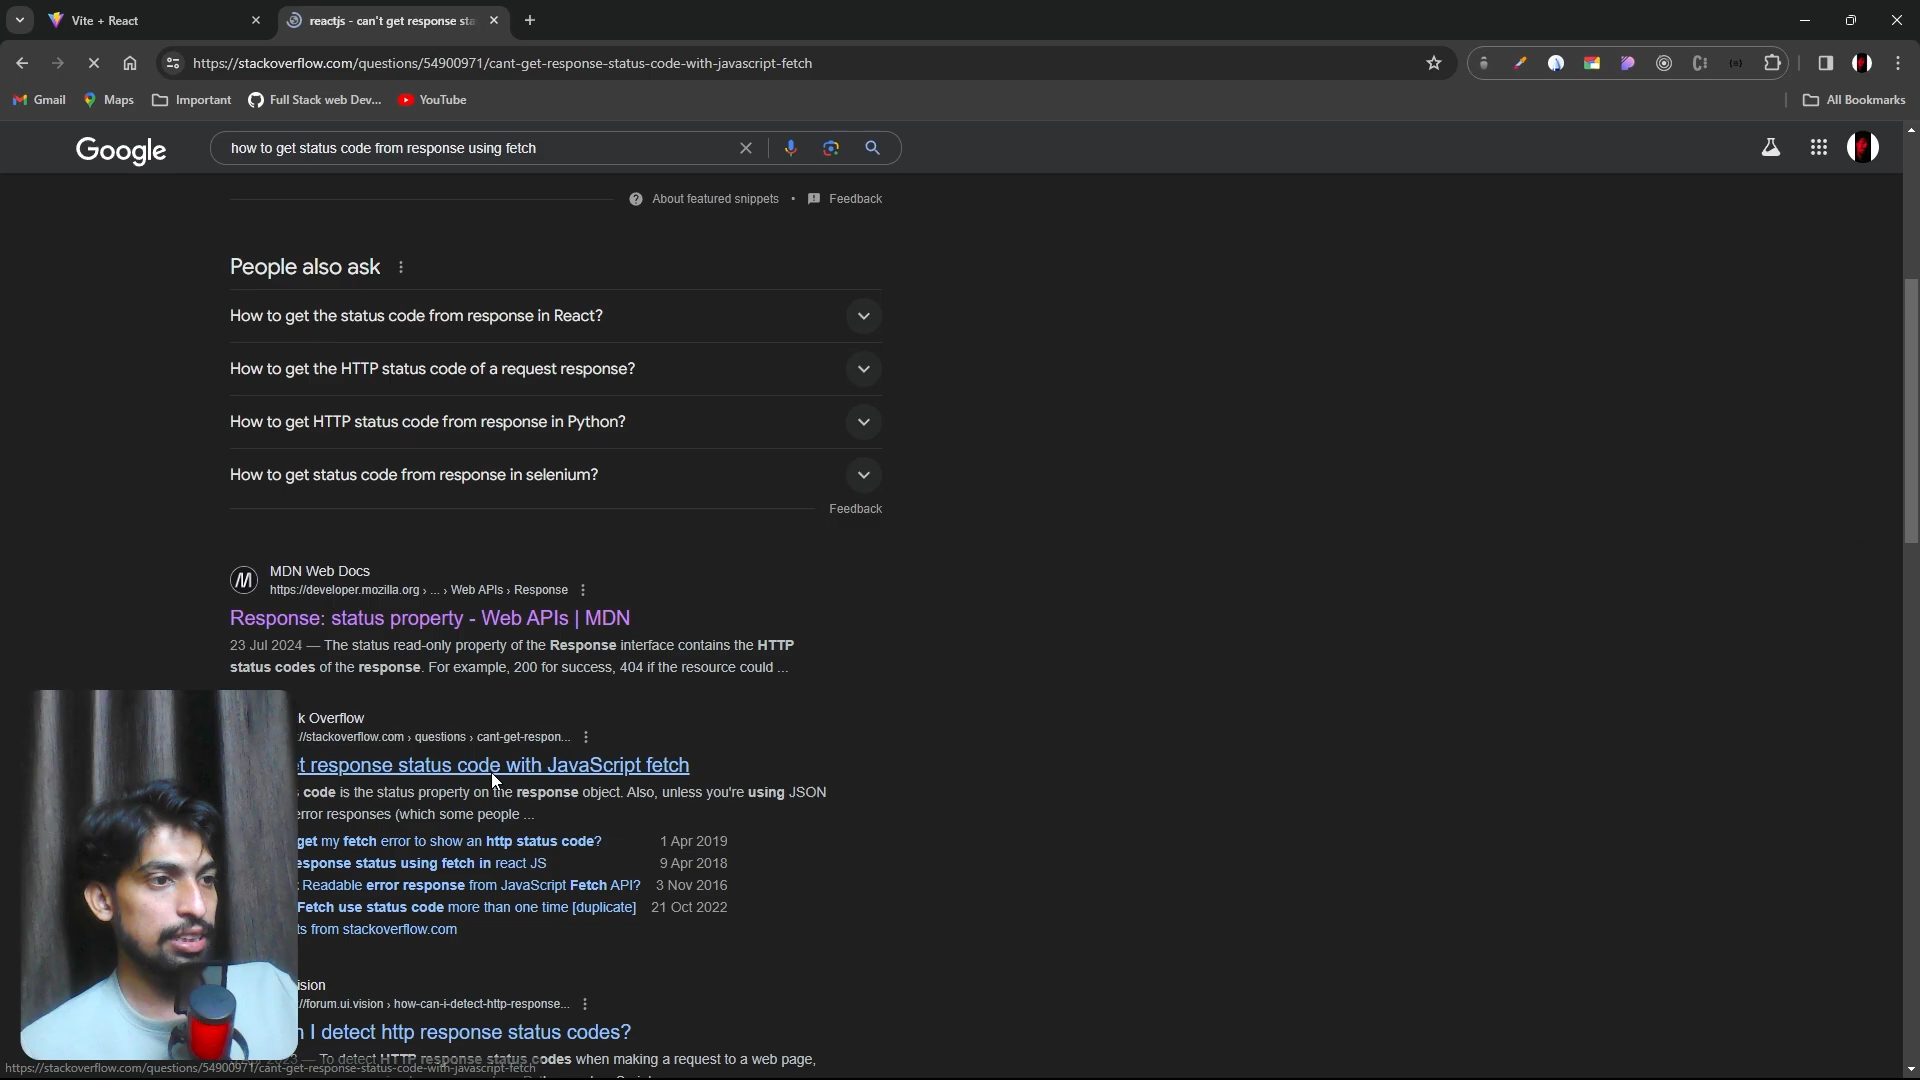 Vite + React
reactjs - can't get response sta
https://stackoverflow.com/questions/54900971/cant-get-response-status-code-with-javascript-fetch
Gmail
Maps
Important
Full Stack web Dev...
YouTube
All Bookmarks
Google
how to get status code from response using fetch
About featured snippets • Feedback
People also ask
How to get the status code from response in React?
How to get the HTTP status code of a request response?
How to get HTTP status code from response in Python?
How to get status code from response in selenium?
Feedback
MDN Web Docs
https://developer.mozilla.org › ... › Web APIs › Response
Response: status property - Web APIs | MDN
23 Jul 2024 — The status read-only property of the Response interface contains the HTTP
status codes of the response. For example, 200 for success, 404 if the resource could ...
k Overflow
://stackoverflow.com › questions › cant-get-respon...
t response status code with JavaScript fetch
code is the status property on the response object. Also, unless you're using JSON
error responses (which some people ...
get my fetch error to show an http status code? 1 Apr 2019
esponse status using fetch in react JS 9 Apr 2018
: Readable error response from JavaScript Fetch API? 3 Nov 2016
Fetch use status code more than one time [duplicate] 21 Oct 2022
ts from stackoverflow.com
ision
//forum.ui.vision › how-can-i-detect-http-response...
I detect http response status codes?
2023 — To detect HTTP response status codes when making a request to a web page,
https://stackoverflow.com/questions/54900971/cant-get-response-status-code-with-javascript-fetch